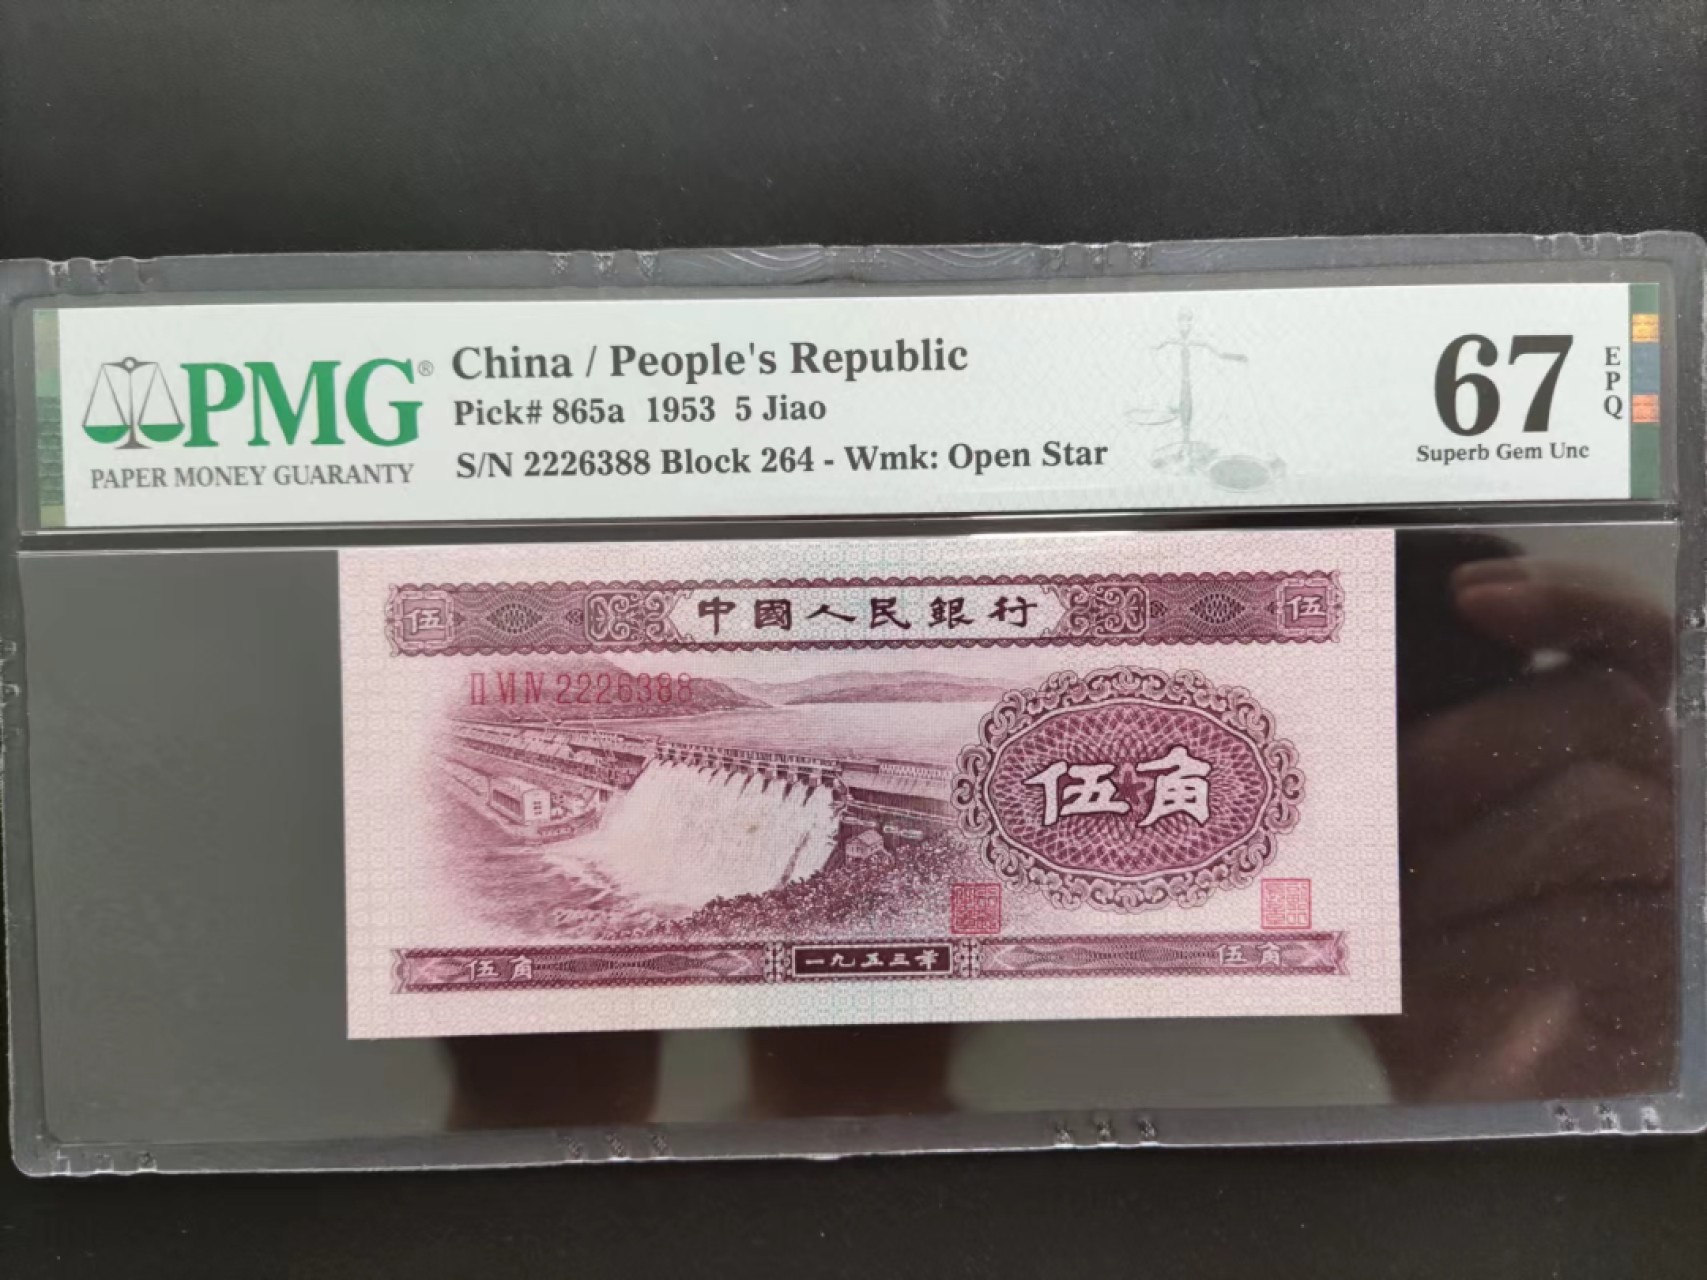 PMG®
PAPER MONEY GUARANTY
China / People's Republic
Pick# 865a 1953 5 Jiao
S/N 2226388 Block 264 - Wmk: Open Star
67
EPQ
Superb Gem Unc
伍 中國人民銀行 伍
II VI IV 2226388
伍角
伍角 一九五三年 伍角